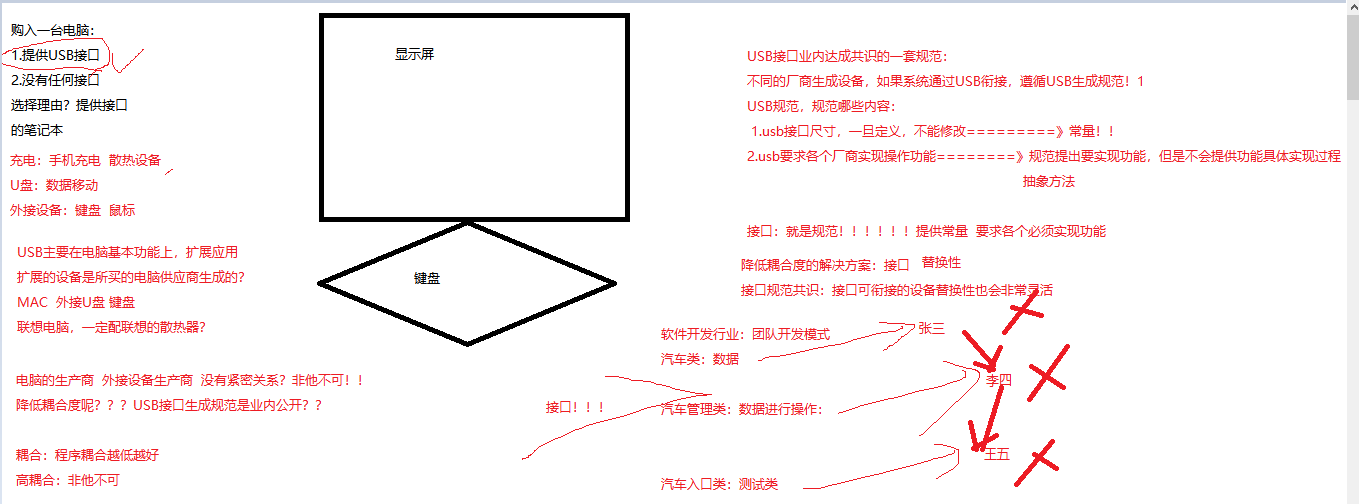 购入一台电脑：
1.提供USB接口
2.没有任何接口
选择理由？提供接口
的笔记本
充电：手机充电 散热设备
U盘：数据移动
外接设备：键盘 鼠标
USB主要在电脑基本功能上，扩展应用
扩展的设备是所买的电脑供应商生成的？
MAC 外接U盘 键盘
联想电脑，一定配联想的散热器？
电脑的生产商 外接设备生产商 没有紧密关系？非他不可！！
降低耦合度呢？？？USB接口生成规范是业内公开？？
耦合：程序耦合越低越好
高耦合：非他不可
显示屏
键盘
USB接口业内达成共识的一套规范：
不同的厂商生成设备，如果系统通过USB衔接，遵循USB生成规范！1
USB规范，规范哪些内容：
1.usb接口尺寸，一旦定义，不能修改=========》常量！！
2.usb要求各个厂商实现操作功能========》规范提出要实现功能，但是不会提供功能具体实现过程
抽象方法
接口：就是规范！！！！！！提供常量 要求各个必须实现功能
降低耦合度的解决方案：接口 替换性
接口规范共识：接口可衔接的设备替换性也会非常灵活
软件开发行业：团队开发模式
张三
汽车类：数据
李四
接口！！！
汽车管理类：数据进行操作：
王五
汽车入口类：测试类